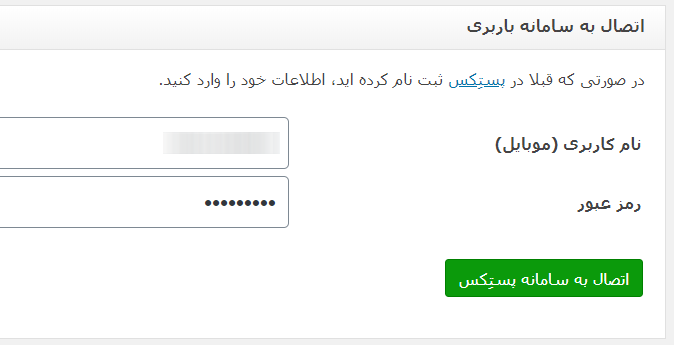 اتصال به سامانه باربری
در صورتی که قبلا در پستِکس ثبت نام کرده اید، اطلاعات خود را وارد کنید.
نام کاربری (موبایل)
رمز عبور
•••••••••
اتصال به سامانه پستِکس